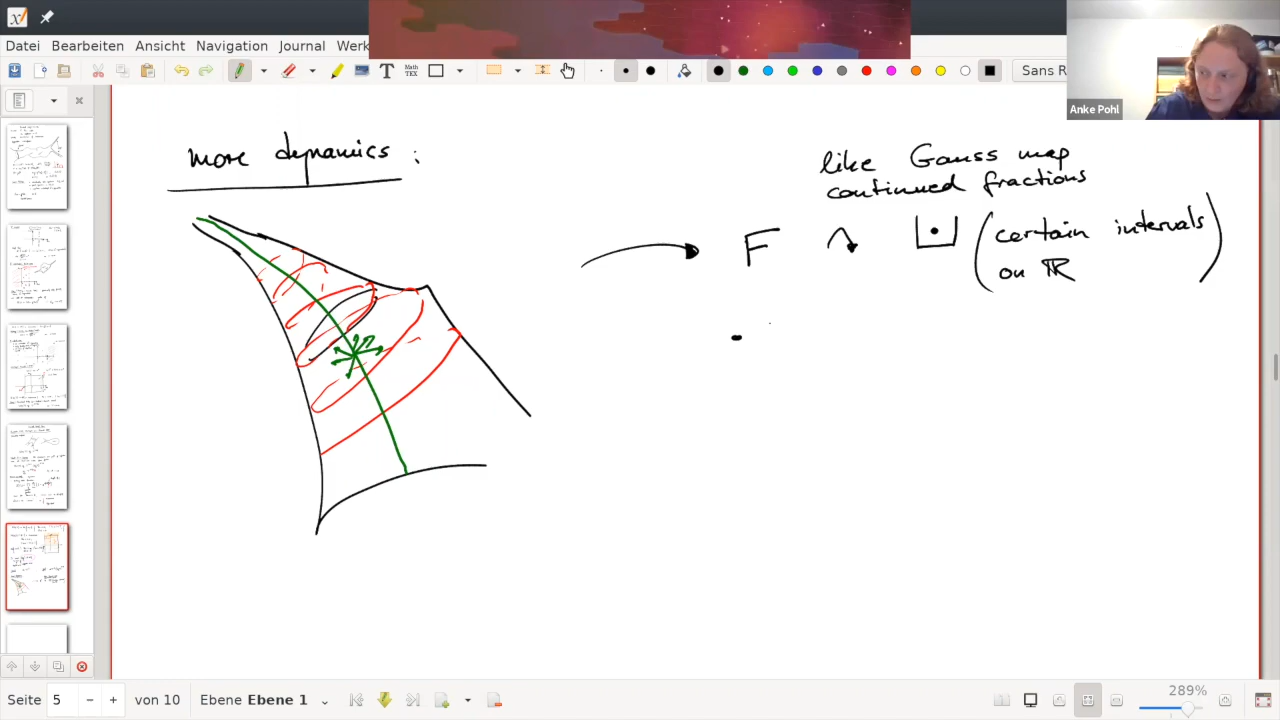 Datei Bearbeiten Ansicht Navigation Journal Werk
Anke Pohl
Sans R
more dynamics :
like Gauss map
continued fractions
F (certain intervals
on ℝ)
Seite 5 von 10 Ebene Ebene 1
289%